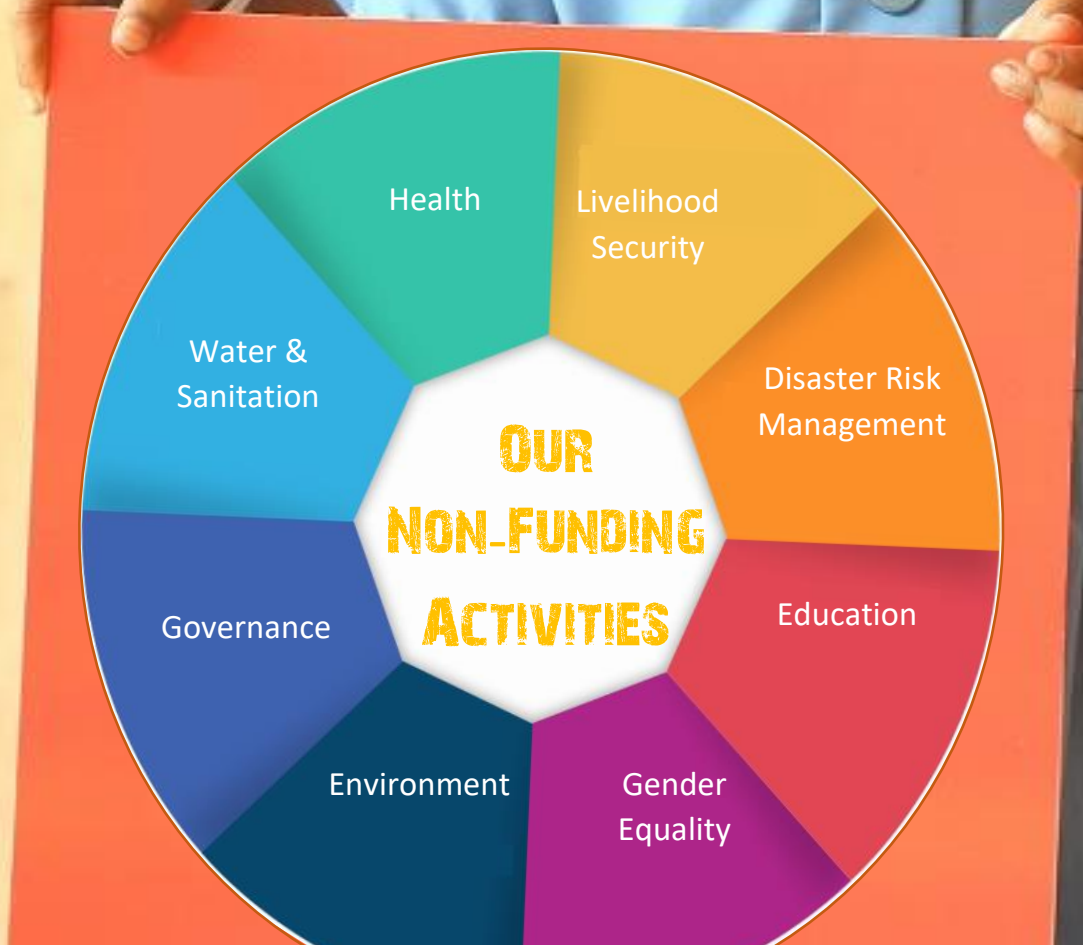 Health
Livelihood
Security
Water &
Sanitation
Disaster Risk
Management
OUR
NON-FUNDING
ACTIVITIES
Governance
Education
Environment
Gender
Equality